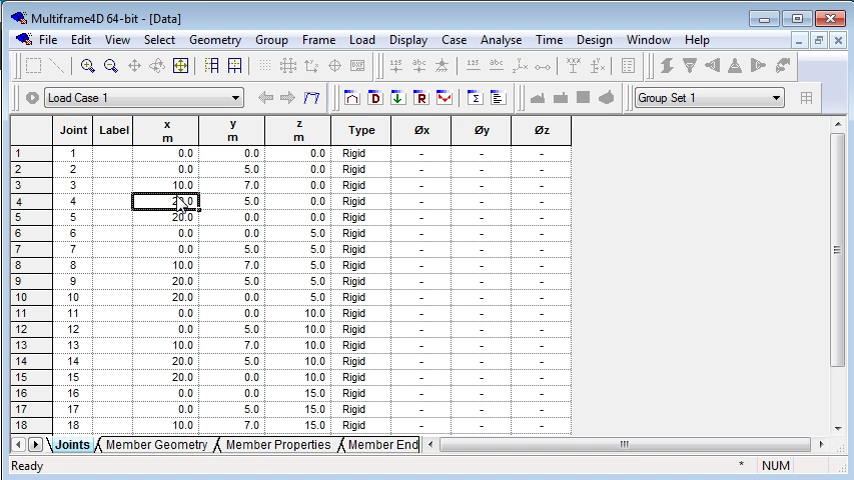 Multiframe4D 64-bit - [Data]
File Edit View Select Geometry Group Frame Load Display Case Analyse Time Design Window Help
Load Case 1 Group Set 1
Joint Label x m y m z m Type Øx Øy Øz
1 1 0.0 0.0 0.0 Rigid - - -
2 2 0.0 5.0 0.0 Rigid - - -
3 3 10.0 7.0 0.0 Rigid - - -
4 4 20.0 5.0 0.0 Rigid - - -
5 5 20.0 0.0 0.0 Rigid - - -
6 6 0.0 0.0 5.0 Rigid - - -
7 7 0.0 5.0 5.0 Rigid - - -
8 8 10.0 7.0 5.0 Rigid - - -
9 9 20.0 5.0 5.0 Rigid - - -
10 10 20.0 0.0 5.0 Rigid - - -
11 11 0.0 0.0 10.0 Rigid - - -
12 12 0.0 5.0 10.0 Rigid - - -
13 13 10.0 7.0 10.0 Rigid - - -
14 14 20.0 5.0 10.0 Rigid - - -
15 15 20.0 0.0 10.0 Rigid - - -
16 16 0.0 0.0 15.0 Rigid - - -
17 17 0.0 5.0 15.0 Rigid - - -
18 18 10.0 7.0 15.0 Rigid - - -
Joints Member Geometry Member Properties Member End
Ready * NUM